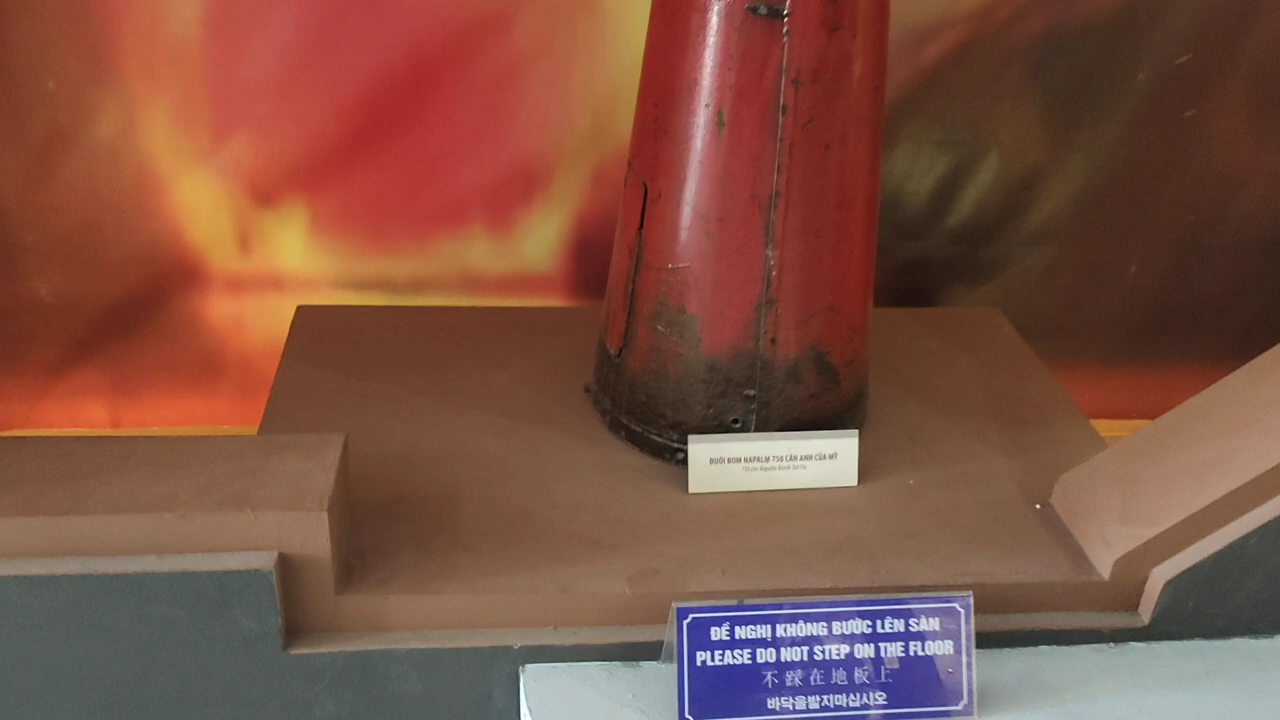 ĐUÔI BOM NAPALM 750 CÂN ANH CỦA MỸ
ĐỀ NGHỊ KHÔNG BƯỚC LÊN SÀN
PLEASE DO NOT STEP ON THE FLOOR
不踩在地板上
바닥을밟지마십시오